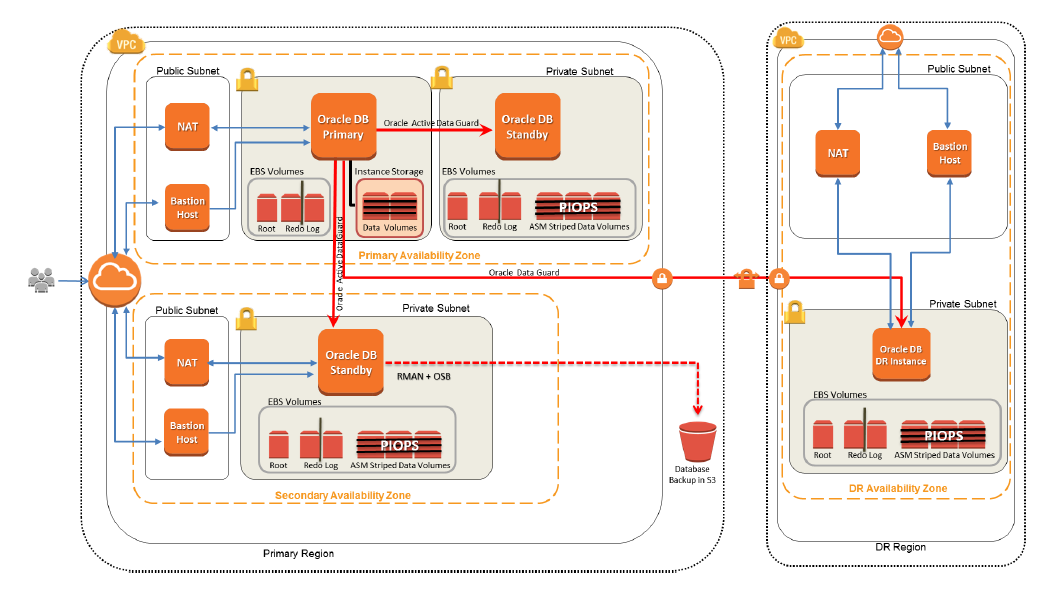 VPC
Public Subnet
Private Subnet
NAT
Oracle DB
Primary
Oracle Active Data Guard
Oracle DB
Standby
Bastion
Host
EBS Volumes
Root
Redo Log
Instance Storage
Data Volumes
EBS Volumes
Root
Redo Log
PIOPS
ASM Striped Data Volumes
Primary Availability Zone
Oracle Active Data Guard
Oracle Data Guard
Public Subnet
Private Subnet
NAT
Oracle DB
Standby
RMAN + OSB
Bastion
Host
EBS Volumes
Root
Redo Log
PIOPS
ASM Striped Data Volumes
Secondary Availability Zone
Database
Backup in S3
Primary Region
VPC
Public Subnet
NAT
Bastion
Host
Private Subnet
Oracle DB
DR Instance
EBS Volumes
Root
Redo Log
PIOPS
ASM Striped Data Volumes
DR Availability Zone
DR Region